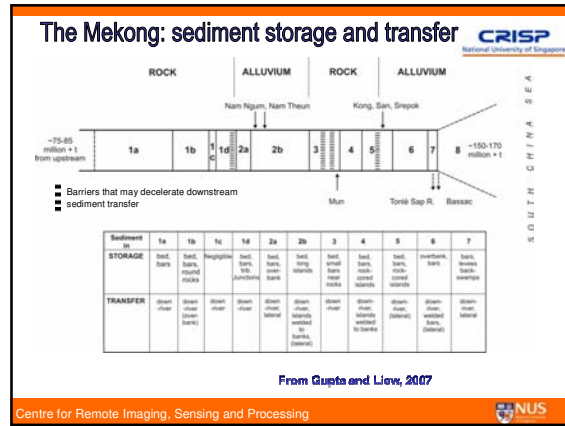 The Mekong: sediment storage and transfer
CRISP
National University of Singapore
ROCK ALLUVIUM ROCK ALLUVIUM
Nam Ngum, Nam Theun Kong, San, Srepok
~75-85
million + t
from upstream
1a 1b 1c 1d 2a 2b 3 4 5 6 7 8
~150-170
million + t
SOUTH CHINA SEA
Barriers that may decelerate downstream
sediment transfer
Mun Tonlé Sap R. Bassac
Sediment in 1a 1b 1c 1d 2a 2b 3 4 5 6 7
STORAGE
bed, bars
bed, bars, round rocks
Negligible
bed, bars, trib. Junctions
bed, bars, over-bank
bed, long islands
bed, small bars near rocks
bed, bars, rock-cored islands
bed, bars, rock-cored islands
overbank, bars
bars, levees back-swamps
TRANSFER
down-river
down-river (over-bank)
down-river
down-river
down-river, lateral
down-river, islands welded to banks, (lateral)
down-river
down-river, islands welded to banks
down-river, (lateral)
down-river, welded bars, (lateral)
down-river, lateral
From Gupta and Liow, 2007
Centre for Remote Imaging, Sensing and Processing
NUS